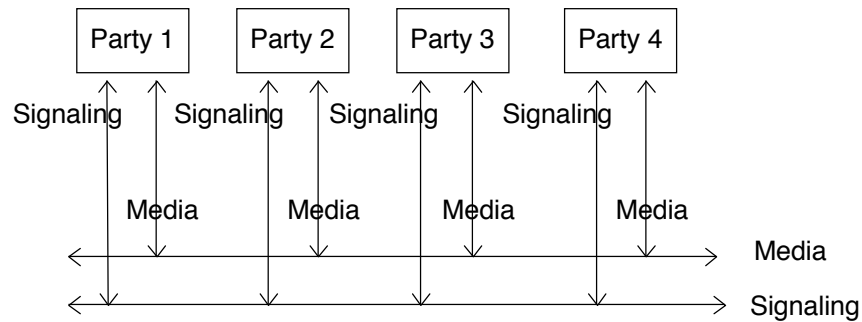 Party 1 Party 2 Party 3 Party 4
Signaling Signaling Signaling Signaling
Media Media Media Media
Media
Signaling